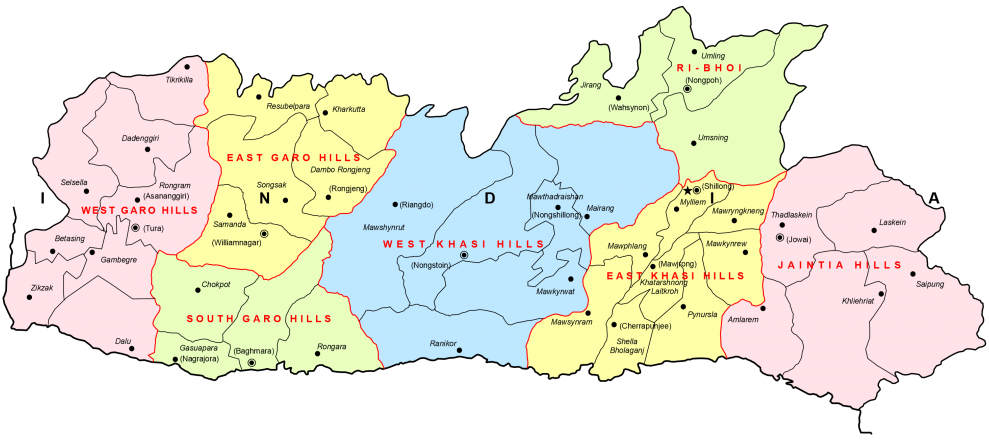 Umling
RI-BHOI
(Nongpoh)
Jirang
(Wahsynon)
Umsning
Tikrikilla
Resubelpara
Kharkutta
Dadenggiri
EAST GARO HILLS
Dambo Rongjeng
Selsella
Rongram
(Asananggiri)
Songsak
(Rongjeng)
I
N
D
I
A
WEST GARO HILLS
(Tura)
Samanda
(Williamnagar)
Betasing
Gambegre
Zikzak
Dalu
Chokpot
SOUTH GARO HILLS
Gasuapara
(Nagrajora)
(Baghmara)
Rongara
(Riangdo)
Mawshynrut
Mawthadraishan
(Nongshillong)
Mairang
WEST KHASI HILLS
(Nongstoin)
Mawkyrwat
Ranikor
(Shillong)
Mylliem
Mawryngkneng
Mawphlang
Mawkynrew
(Mawjrong)
EAST KHASI HILLS
Khatarshnong
Laitkroh
Mawsynram
(Cherrapunjee)
Pynursla
Shella
Bholaganj
Thadlaskein
(Jowai)
Laskein
JAINTIA HILLS
Saipung
Khliehriat
Amlarem